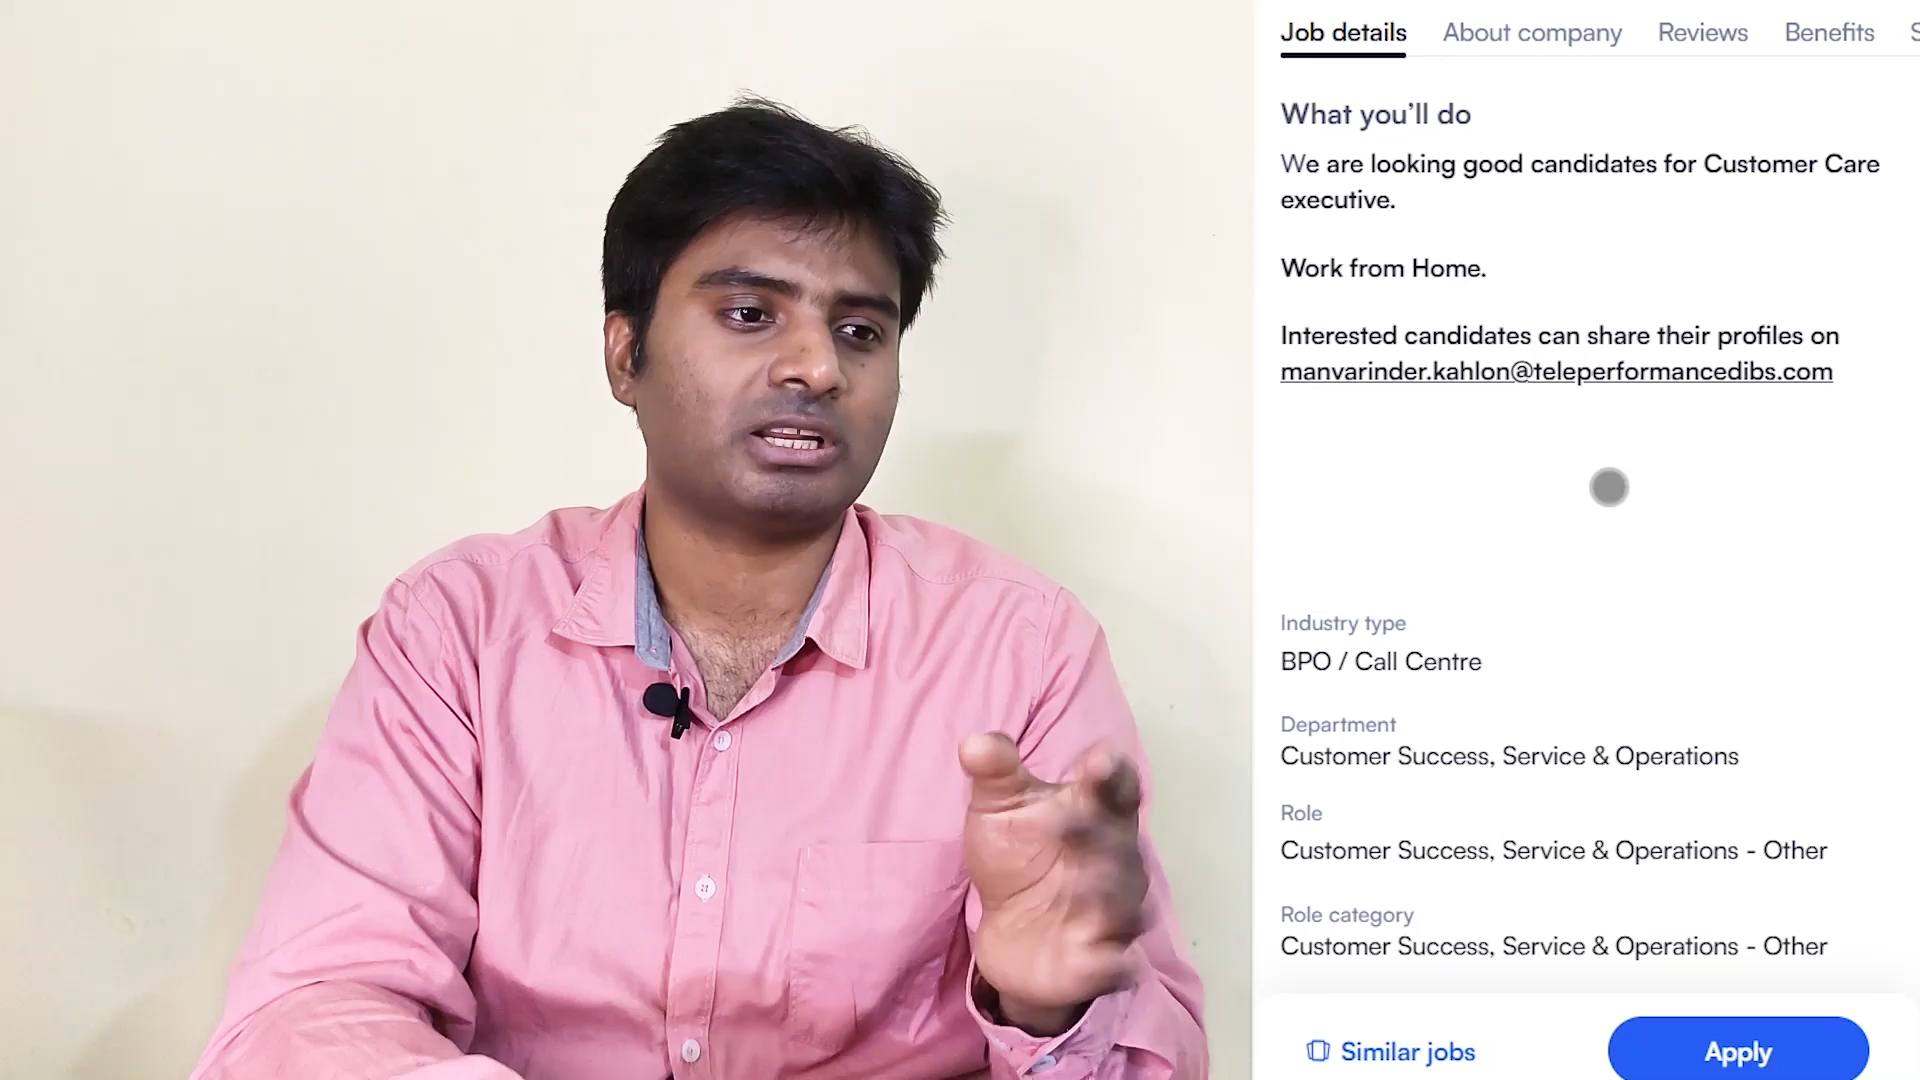 Job details About company Reviews Benefits S
What you’ll do
We are looking good candidates for Customer Care
executive.
Work from Home.
Interested candidates can share their profiles on
manvarinder.kahlon@teleperformancedibs.com
Industry type
BPO / Call Centre
Department
Customer Success, Service & Operations
Role
Customer Success, Service & Operations - Other
Role category
Customer Success, Service & Operations - Other
Similar jobs
Apply